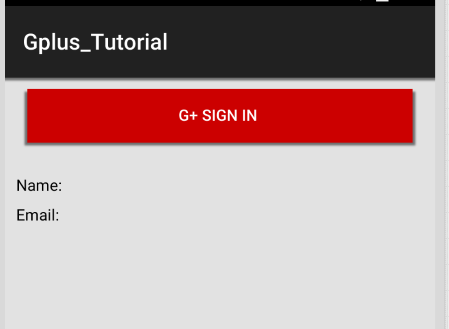 Gplus_Tutorial
G+ SIGN IN
Name:
Email: